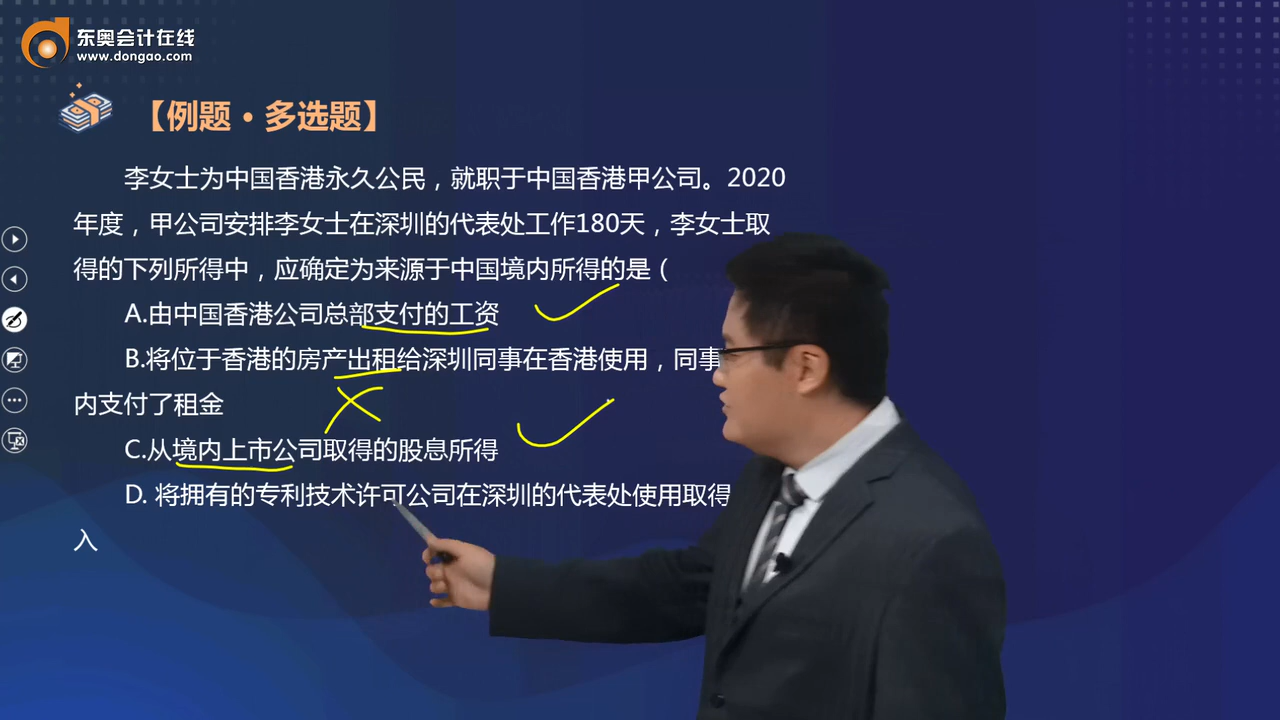 东奥会计在线
www.dongao.com
【例题·多选题】
李女士为中国香港永久公民，就职于中国香港甲公司。2020
年度，甲公司安排李女士在深圳的代表处工作180天，李女士取
得的下列所得中，应确定为来源于中国境内所得的是（
A.由中国香港公司总部支付的工资
B.将位于香港的房产出租给深圳同事在香港使用，同事
内支付了租金
C.从境内上市公司取得的股息所得
D. 将拥有的专利技术许可公司在深圳的代表处使用取得
入